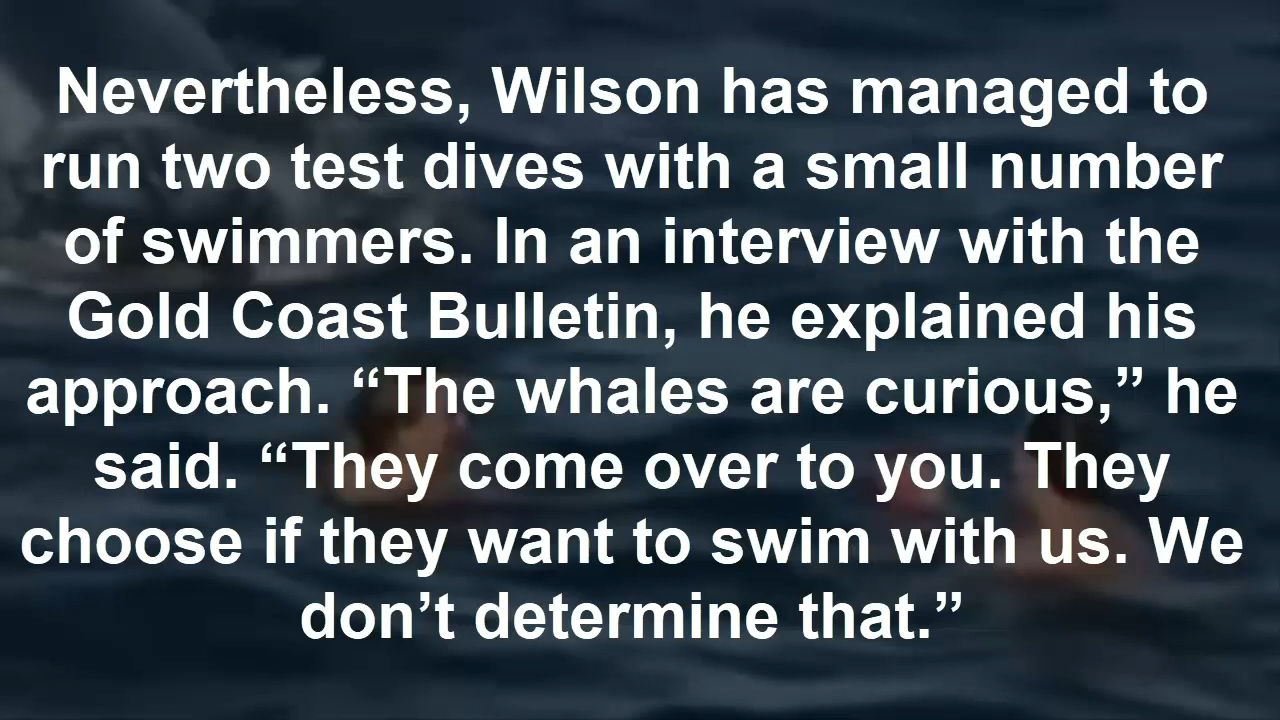 Nevertheless, Wilson has managed to
run two test dives with a small number
of swimmers. In an interview with the
Gold Coast Bulletin, he explained his
approach. “The whales are curious,” he
said. “They come over to you. They
choose if they want to swim with us. We
don’t determine that.”